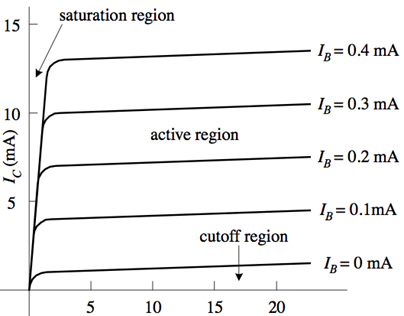 15
saturation region
I_B = 0.4 mA
10
I_B = 0.3 mA
active region
I_C (mA)
I_B = 0.2 mA
5
I_B = 0.1mA
cutoff region
I_B = 0 mA
5 10 15 20